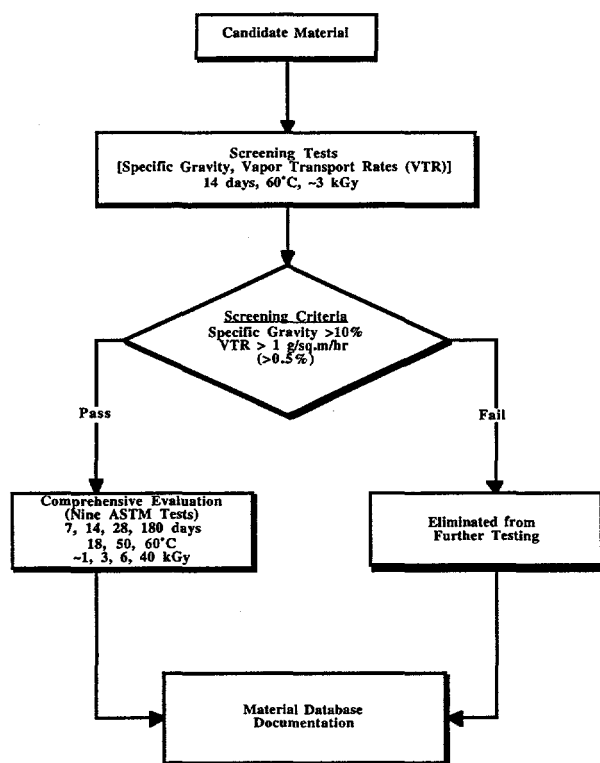 Candidate Material
Screening Tests
[Specific Gravity, Vapor Transport Rates (VTR)]
14 days, 60°C, ~3 kGy
Screening Criteria
Specific Gravity >10%
VTR > 1 g/sq.m/hr
(>0.5%)
Pass
Fail
Comprehensive Evaluation
(Nine ASTM Tests)
7, 14, 28, 180 days
18, 50, 60°C
~1, 3, 6, 40 kGy
Eliminated from
Further Testing
Material Database
Documentation